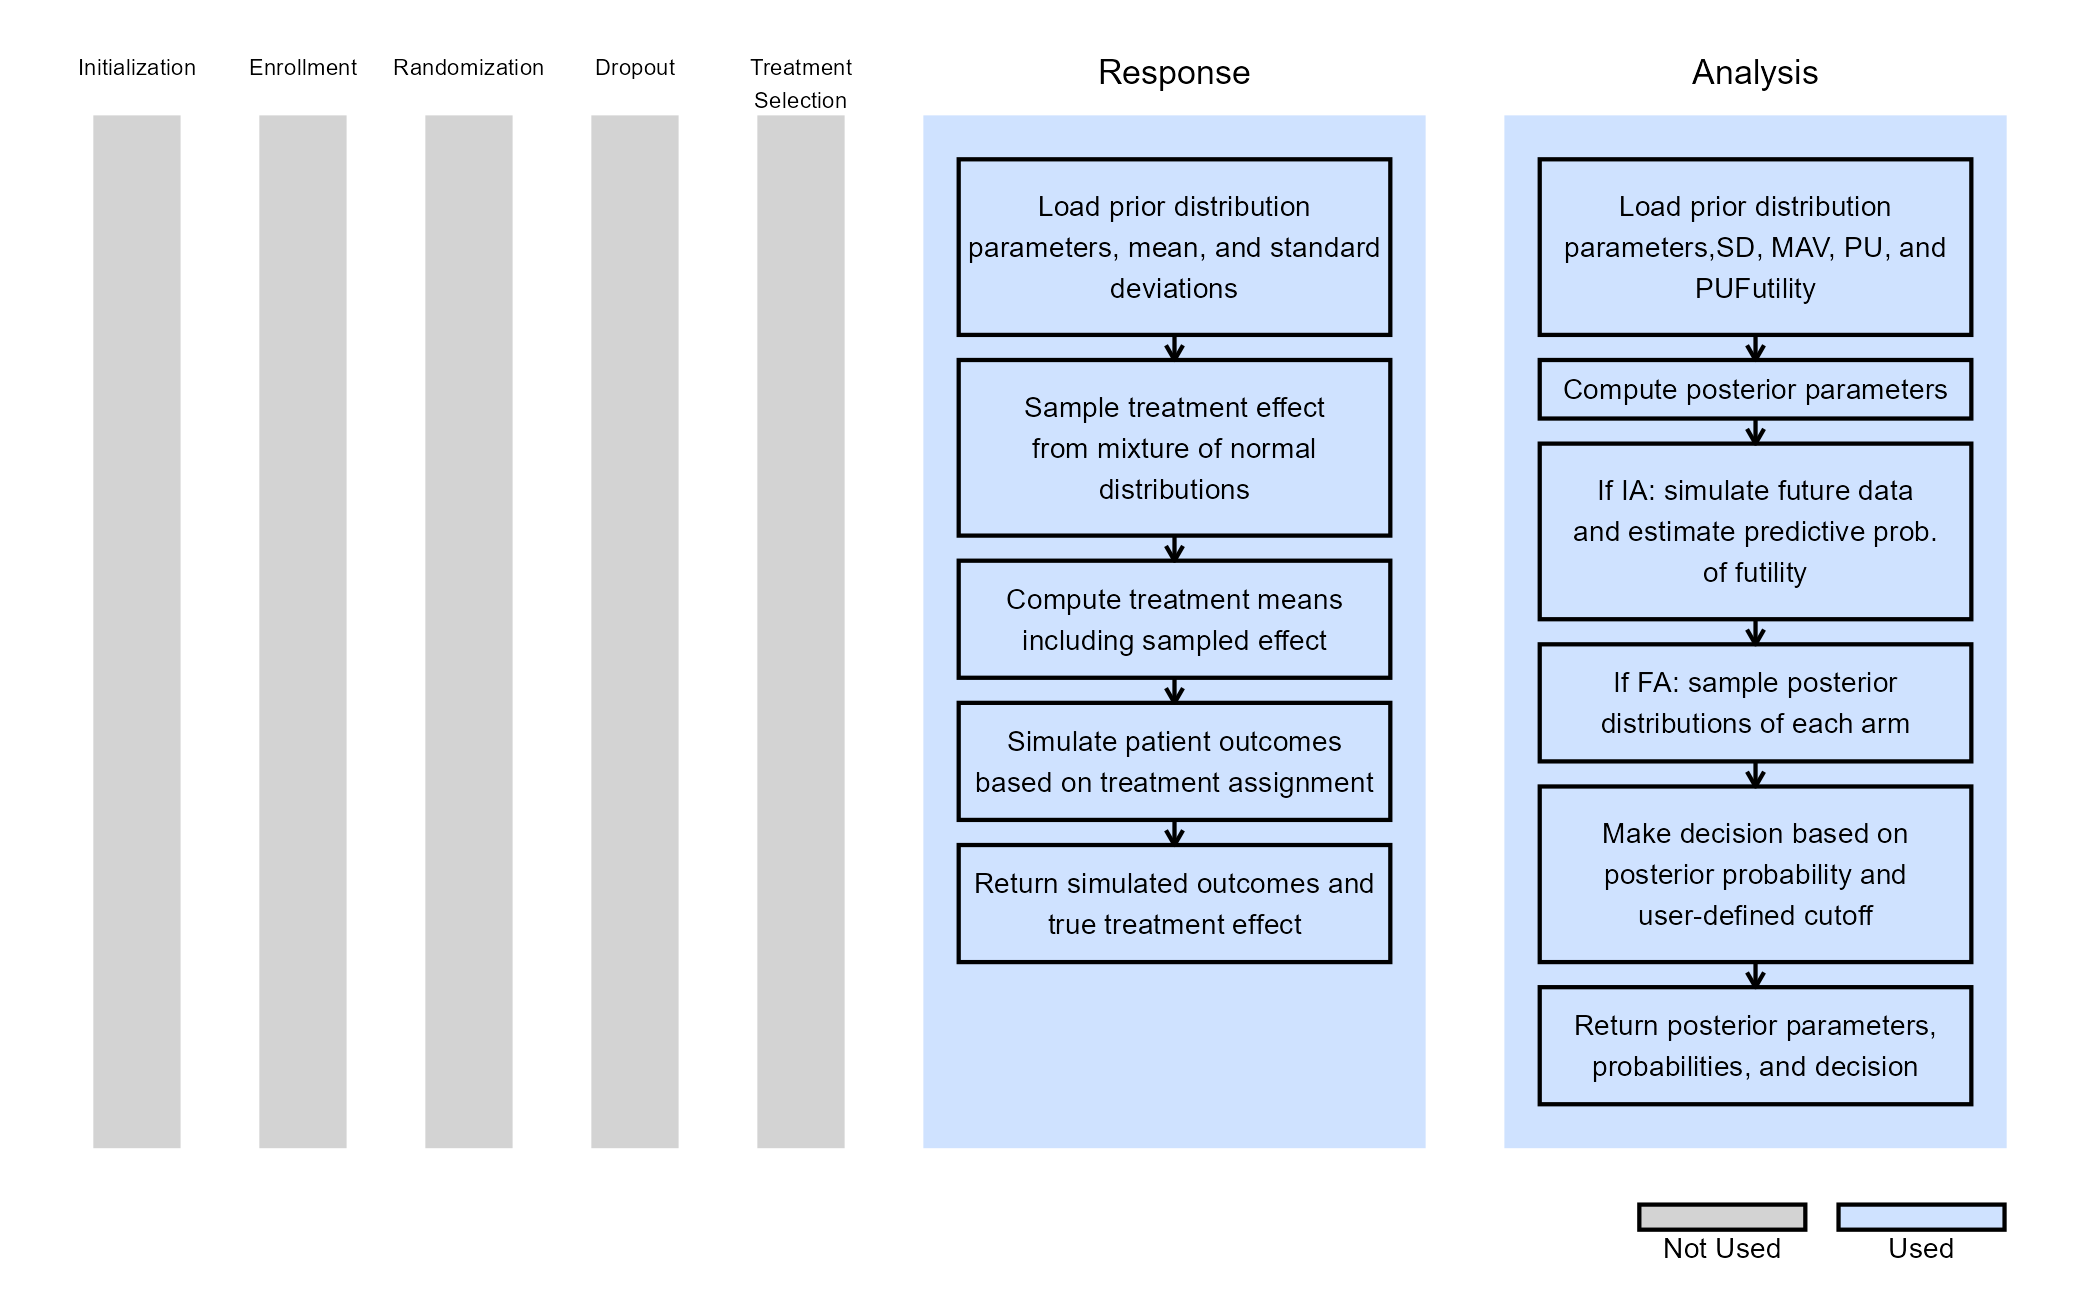 Initialization
Enrollment
Randomization
Dropout
Treatment
Selection
Response
Load prior distribution
parameters, mean, and standard
deviations
Sample treatment effect
from mixture of normal
distributions
Compute treatment means
including sampled effect
Simulate patient outcomes
based on treatment assignment
Return simulated outcomes and
true treatment effect
Analysis
Load prior distribution
parameters,SD, MAV, PU, and
PUFutility
Compute posterior parameters
If IA: simulate future data
and estimate predictive prob.
of futility
If FA: sample posterior
distributions of each arm
Make decision based on
posterior probability and
user-defined cutoff
Return posterior parameters,
probabilities, and decision
Not Used
Used